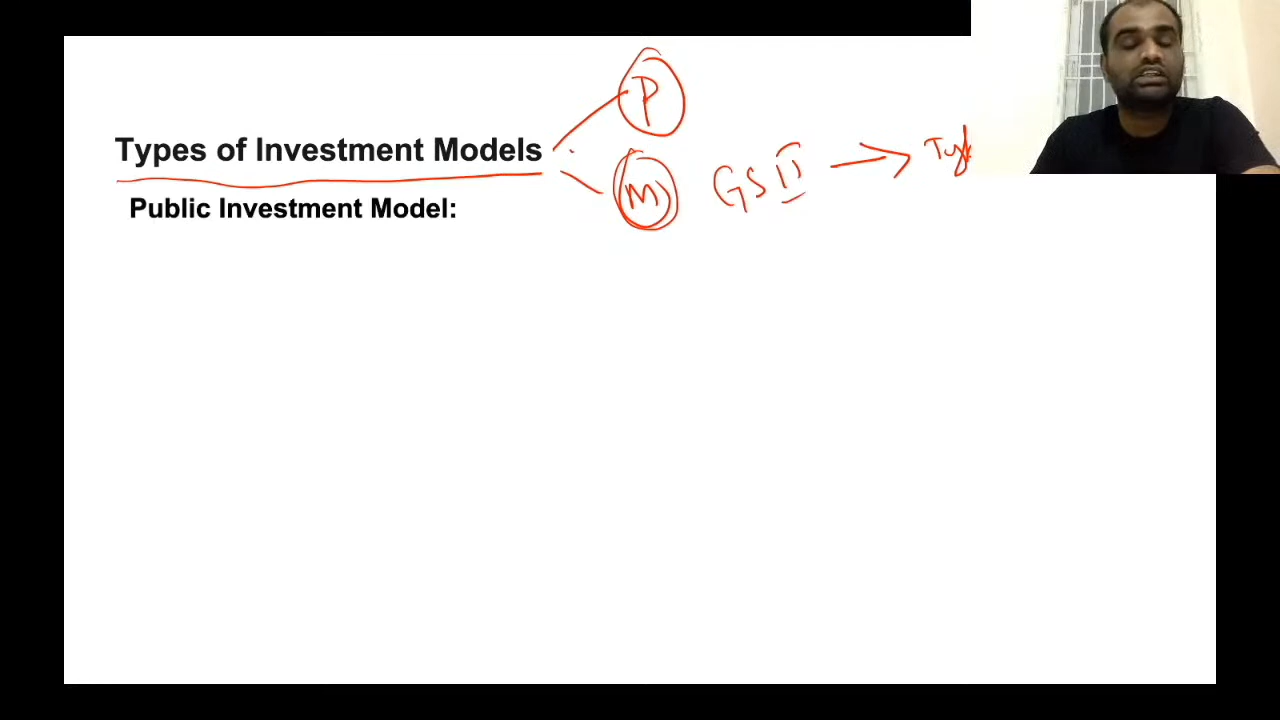 P
Types of Investment Models
M GS II
Public Investment Model: